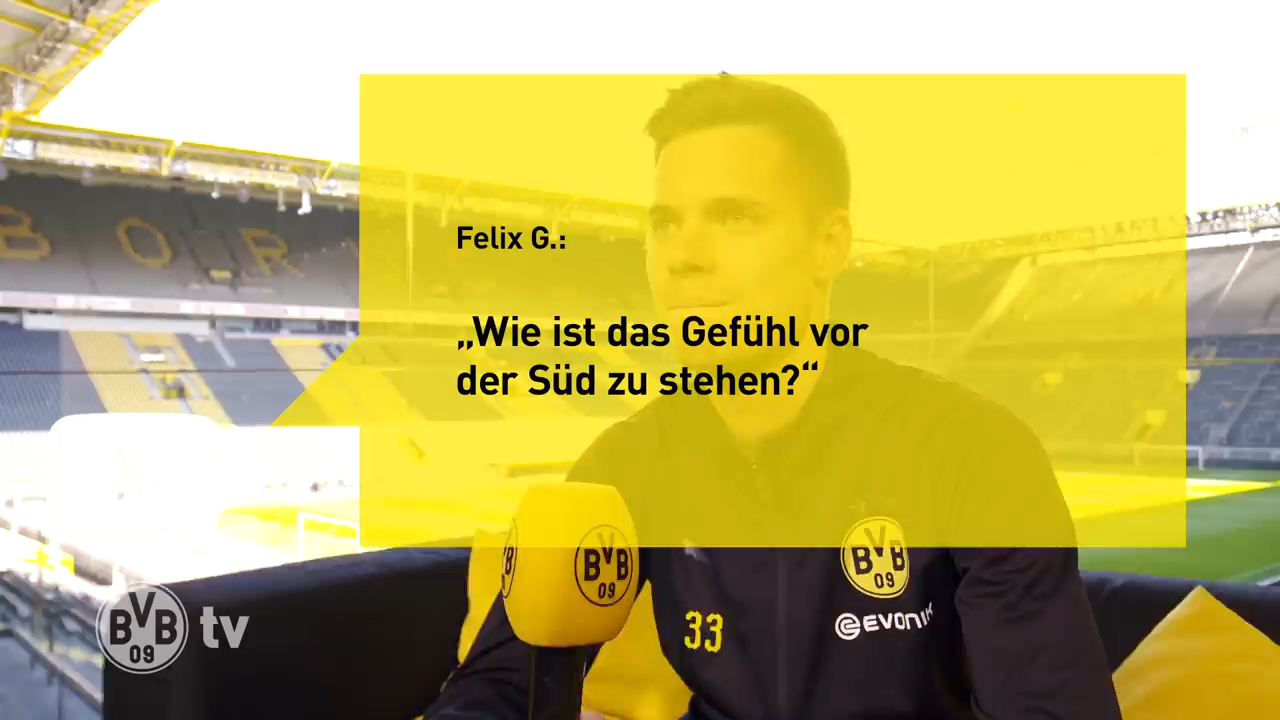 BOR
Felix G.:
„Wie ist das Gefühl vor
der Süd zu stehen?“
BVB
09
BVB
09
33
EVONIK
BVB
09
tv